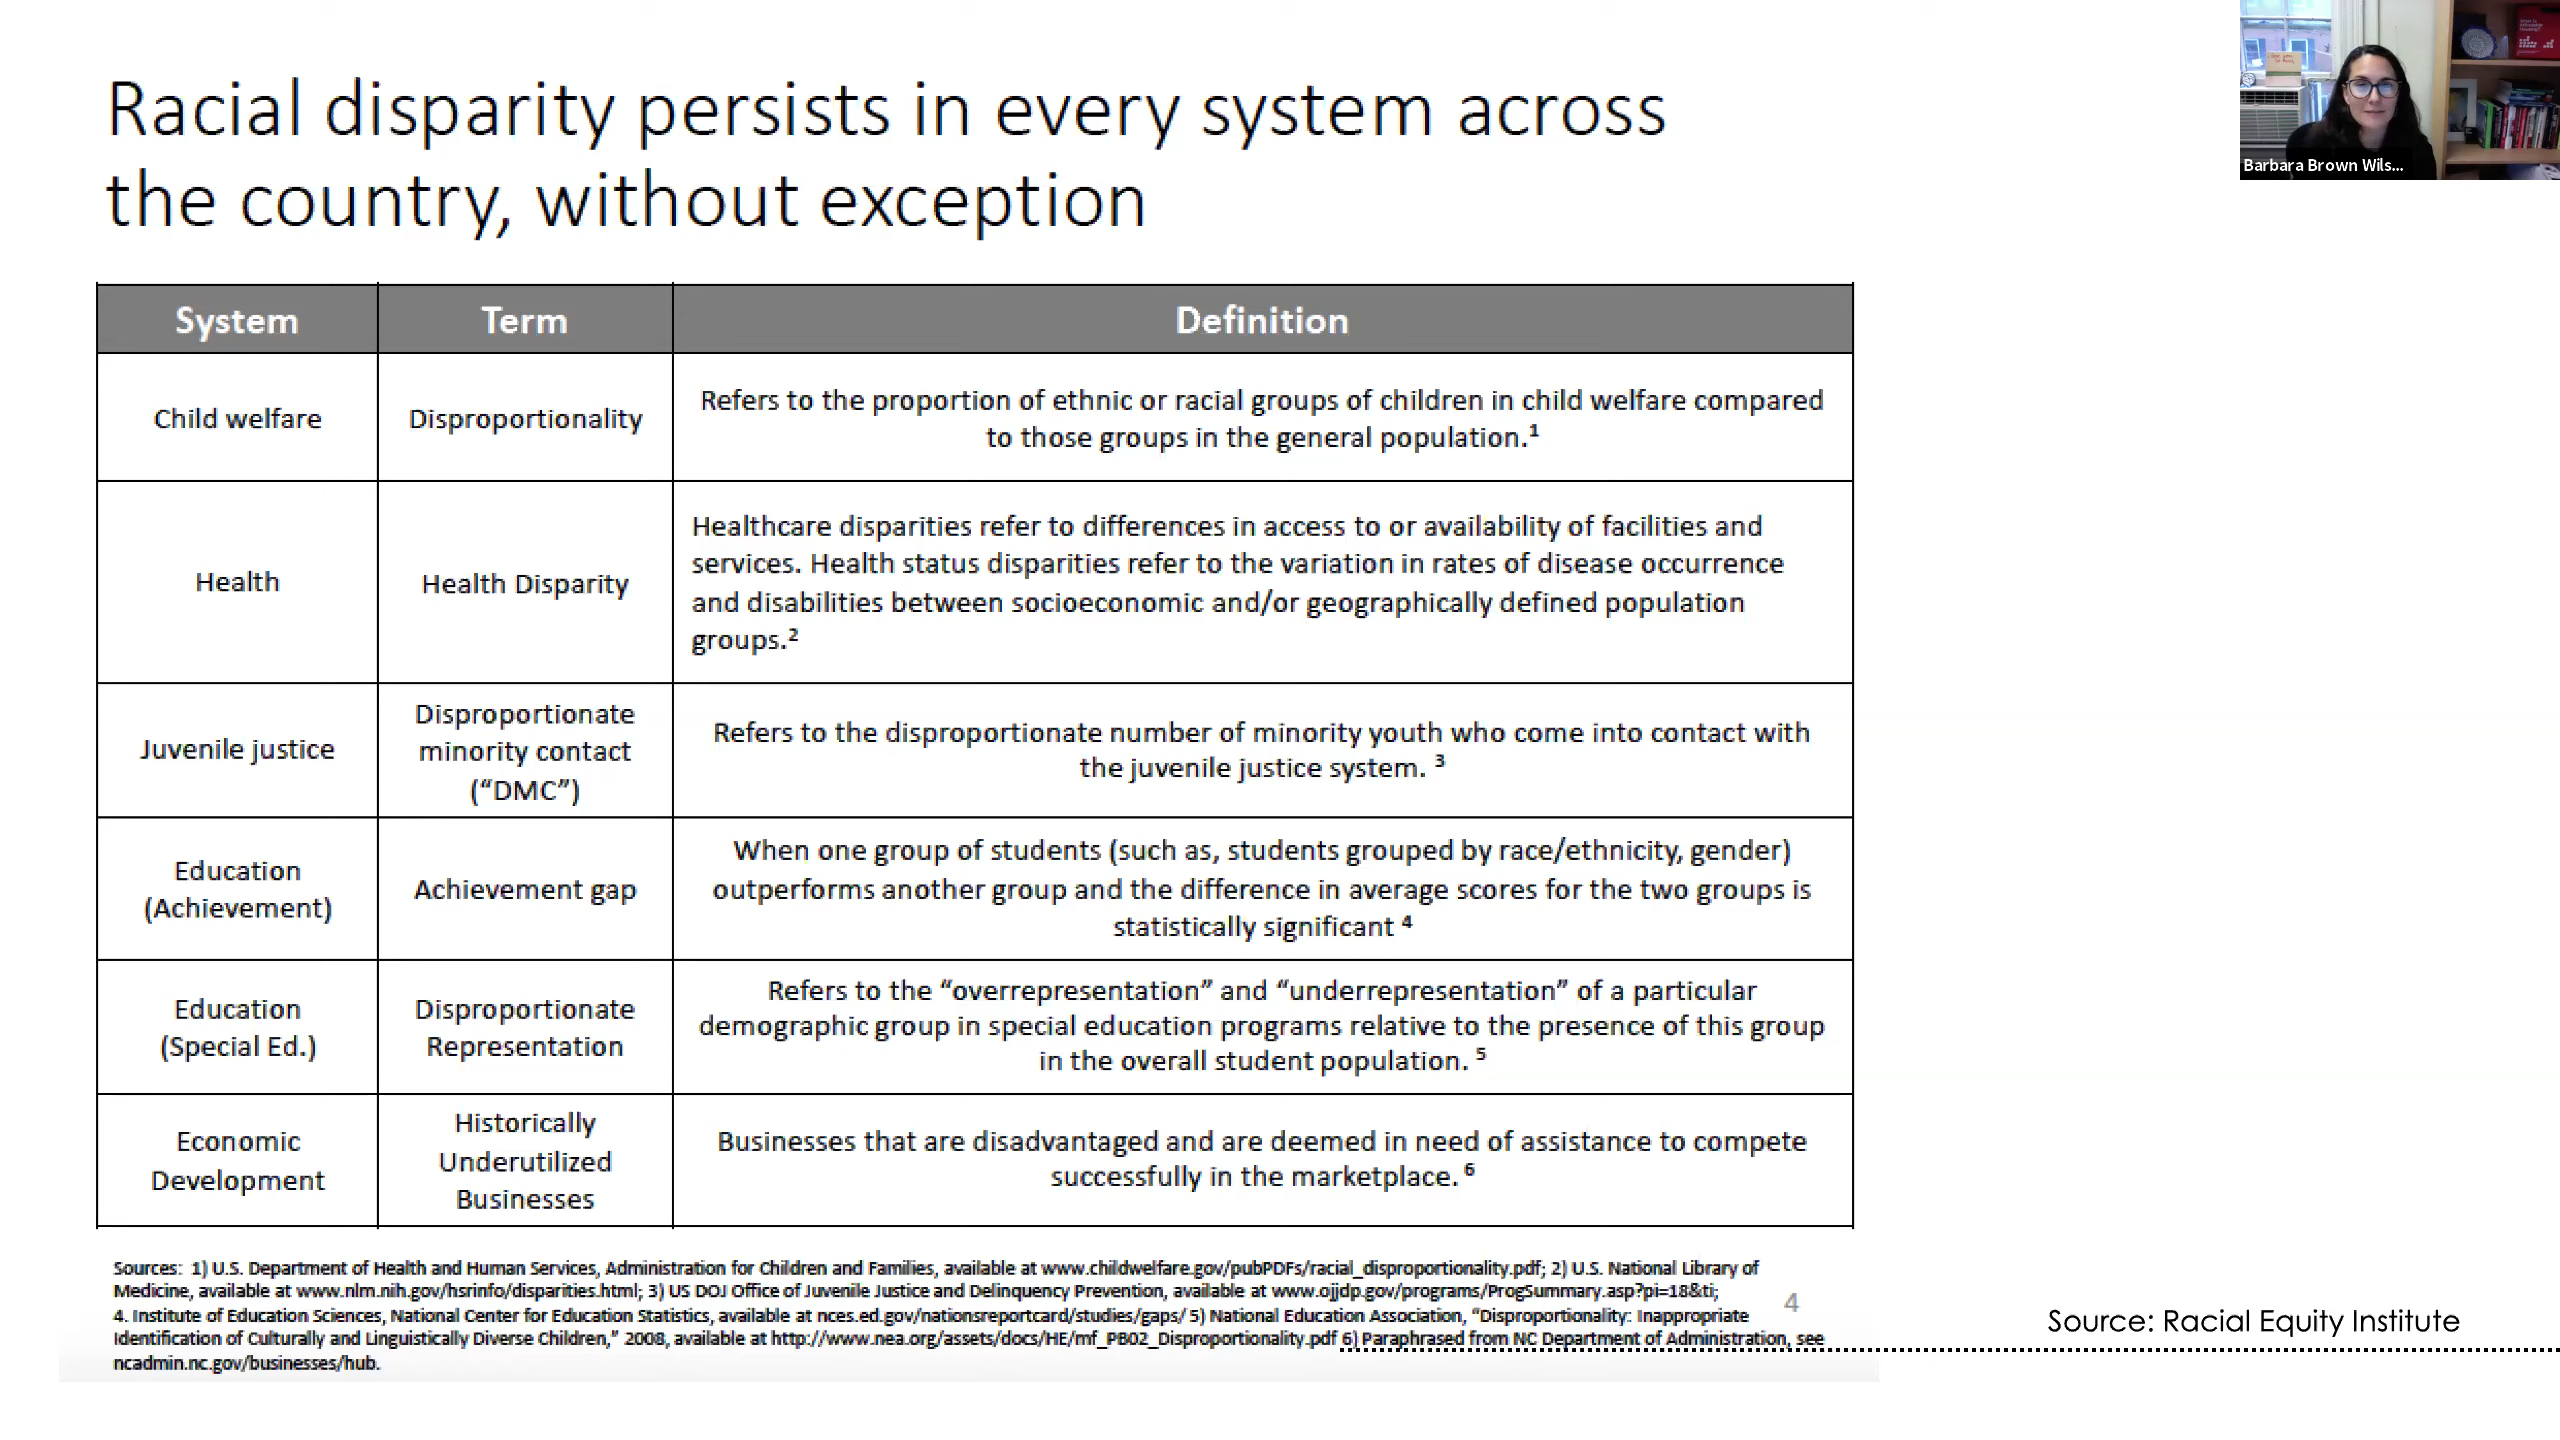 Racial disparity persists in every system across
the country, without exception
Barbara Brown Wils...
System Term Definition
Child welfare
Disproportionality
Refers to the proportion of ethnic or racial groups of children in child welfare compared
to those groups in the general population.1
Health
Health Disparity
Healthcare disparities refer to differences in access to or availability of facilities and
services. Health status disparities refer to the variation in rates of disease occurrence
and disabilities between socioeconomic and/or geographically defined population
groups.2
Juvenile justice
Disproportionate
minority contact
(“DMC”)
Refers to the disproportionate number of minority youth who come into contact with
the juvenile justice system. 3
Education
(Achievement)
Achievement gap
When one group of students (such as, students grouped by race/ethnicity, gender)
outperforms another group and the difference in average scores for the two groups is
statistically significant 4
Education
(Special Ed.)
Disproportionate
Representation
Refers to the “overrepresentation” and “underrepresentation” of a particular
demographic group in special education programs relative to the presence of this group
in the overall student population. 5
Economic
Development
Historically
Underutilized
Businesses
Businesses that are disadvantaged and are deemed in need of assistance to compete
successfully in the marketplace. 6
Sources: 1) U.S. Department of Health and Human Services, Administration for Children and Families, available at www.childwelfare.gov/pubPDFs/racial_disproportionality.pdf; 2) U.S. National Library of
Medicine, available at www.nlm.nih.gov/hsrinfo/disparities.html; 3) US DOJ Office of Juvenile Justice and Delinquency Prevention, available at www.ojjdp.gov/programs/ProgSummary.asp?pi=18&ti;
4. Institute of Education Sciences, National Center for Education Statistics, available at nces.ed.gov/nationsreportcard/studies/gaps/ 5) National Education Association, “Disproportionality: Inappropriate
Identification of Culturally and Linguistically Diverse Children,” 2008, available at http://www.nea.org/assets/docs/HE/mf_PB02_Disproportionality.pdf 6) Paraphrased from NC Department of Administration, see
ncadmin.nc.gov/businesses/hub.
4
Source: Racial Equity Institute